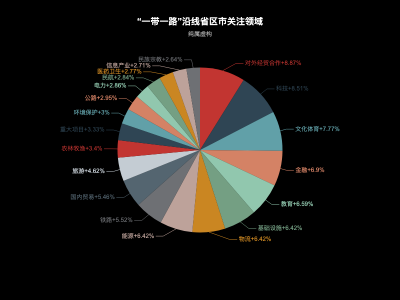 “一带一路”沿线省区市关注领域
纯属虚构
对外经贸合作+8.87%
科技+8.51%
文化体育+7.77%
金融+6.9%
教育+6.59%
基础设施+6.42%
物流+6.42%
能源+6.42%
铁路+5.52%
国内贸易+5.46%
旅游+4.62%
农林牧渔+3.4%
重大项目+3.33%
环境保护+3%
公路+2.95%
电力+2.86%
民航+2.84%
医药卫生+2.77%
信息产业+2.71%
民族宗教+2.64%